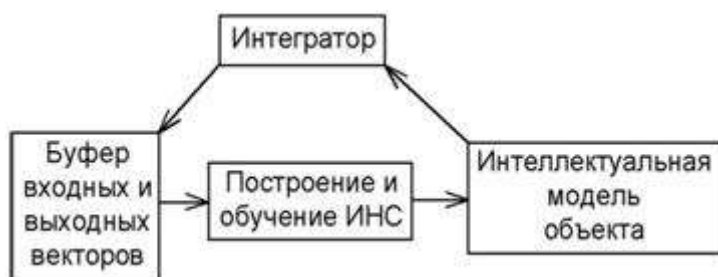 Интегратор
Буфер
входных и
выходных
векторов
Построение и
обучение ИНС
Интеллектуальная
модель
объекта